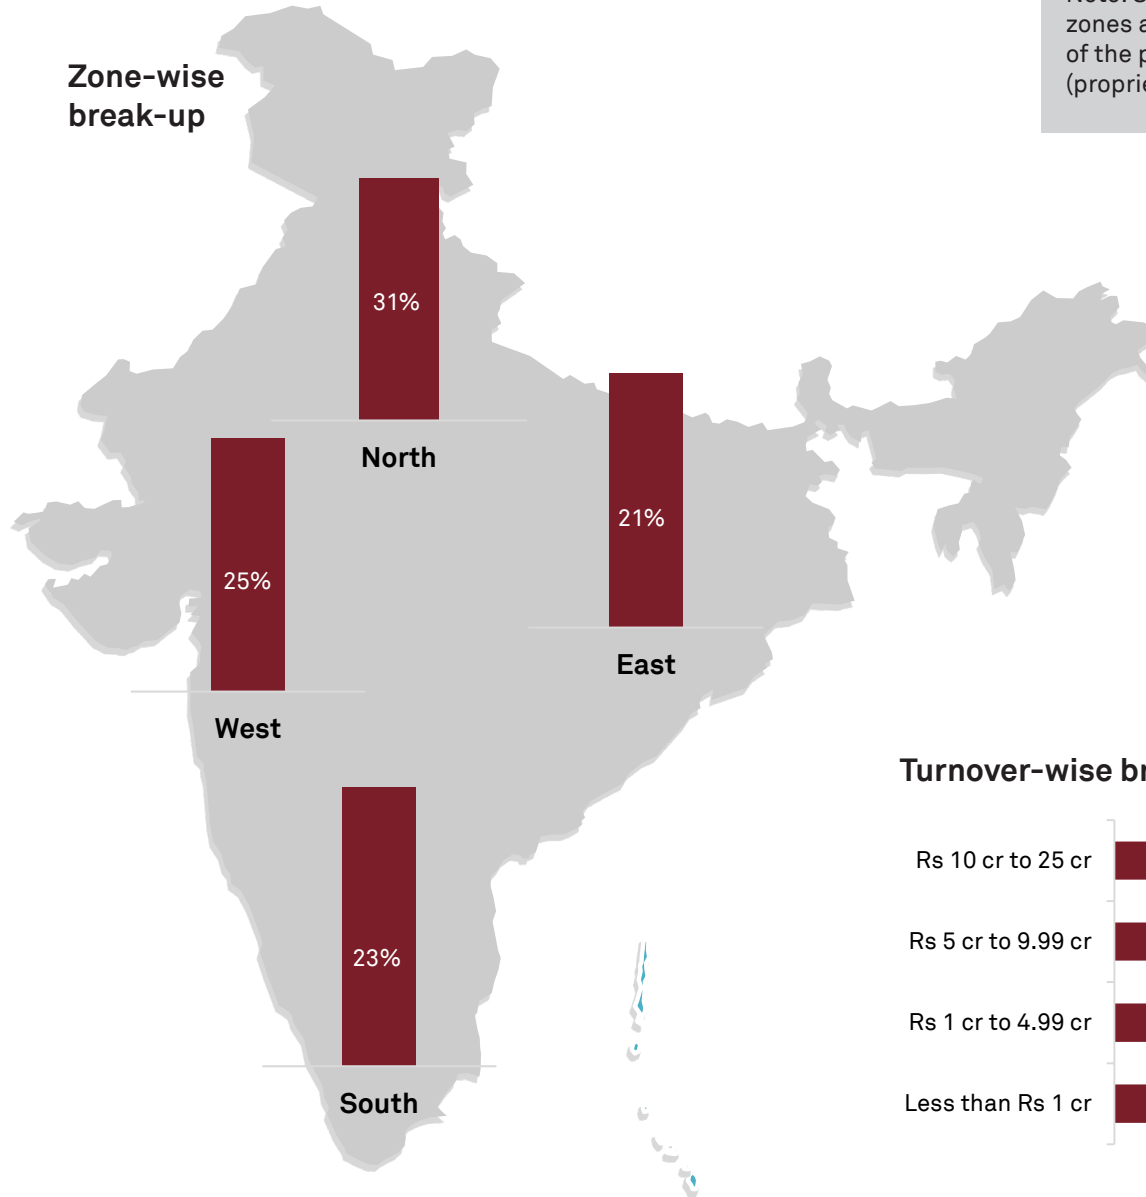 zones a
of the p
(proprie
Zone-wise
break-up
31%
North
21%
East
25%
West
23%
South
Turnover-wise br
Rs 10 cr to 25 cr
Rs 5 cr to 9.99 cr
Rs 1 cr to 4.99 cr
Less than Rs 1 cr